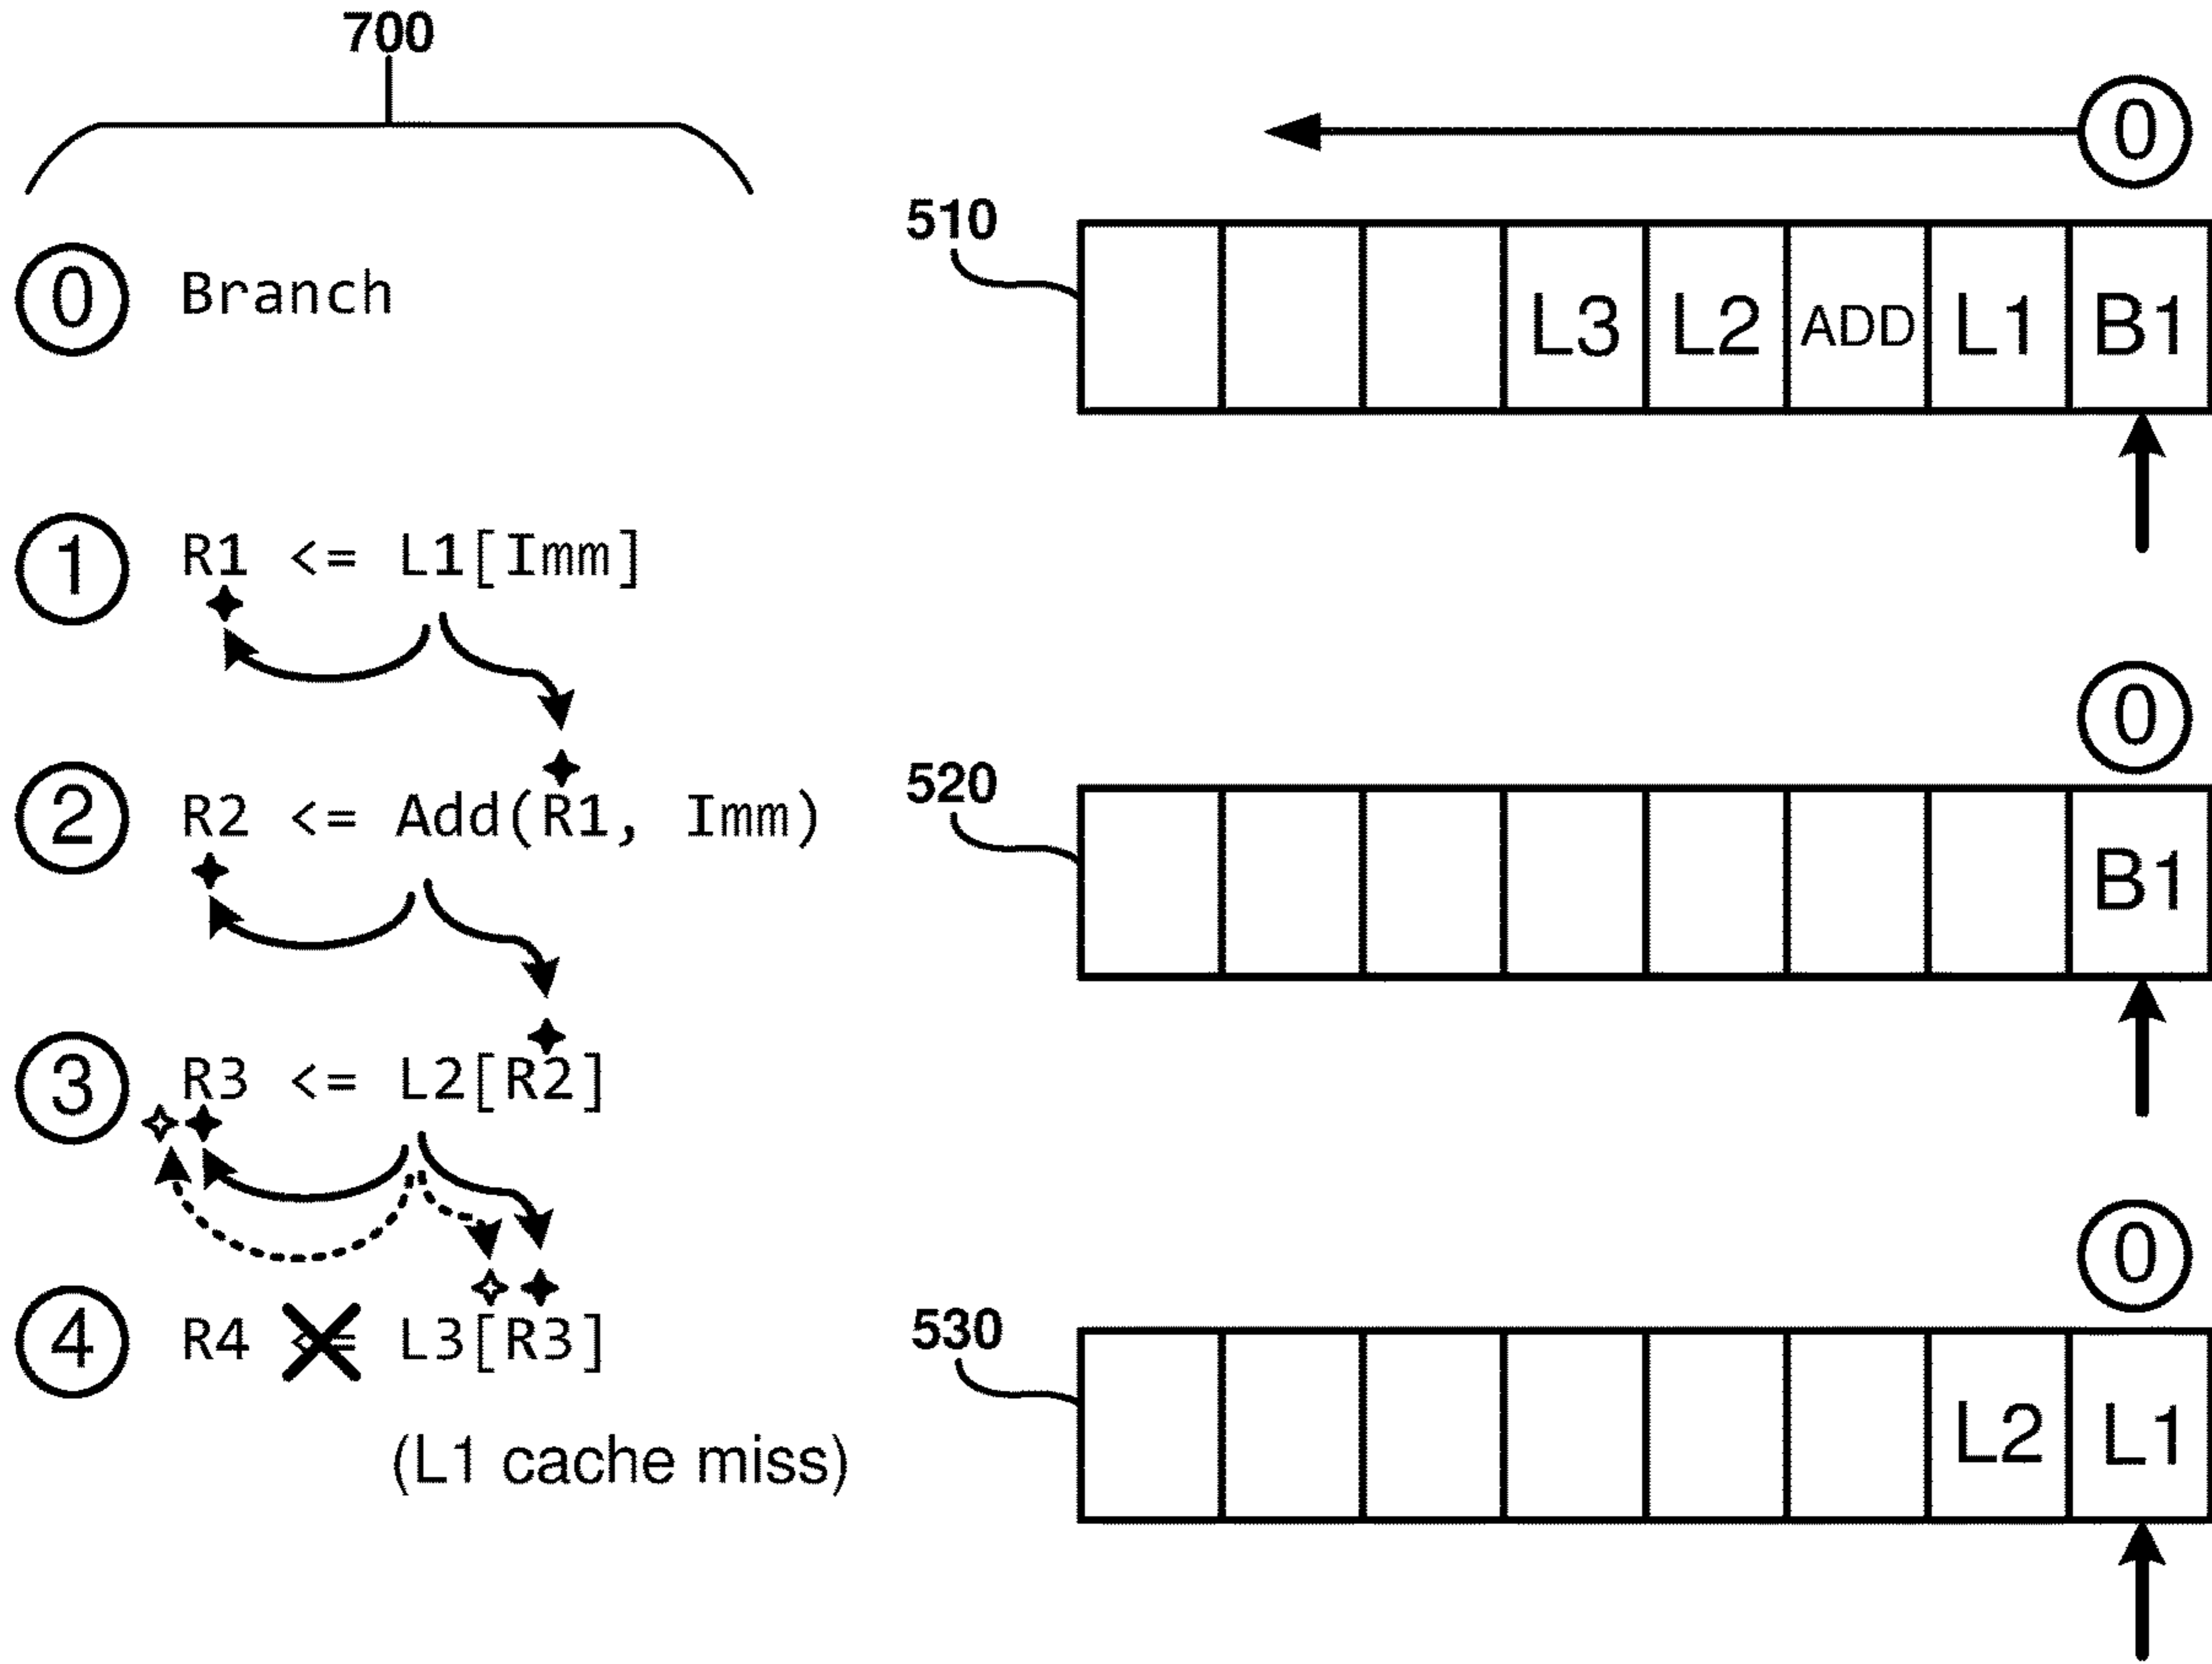 700
0 Branch
1 R1 <= L1[Imm]
2 R2 <= Add(R1, Imm)
3 R3 <= L2[R2]
4 R4 <= L3[R3]
(L1 cache miss)
0
510
L3 L2 ADD L1 B1
0
520
B1
0
530
L2 L1